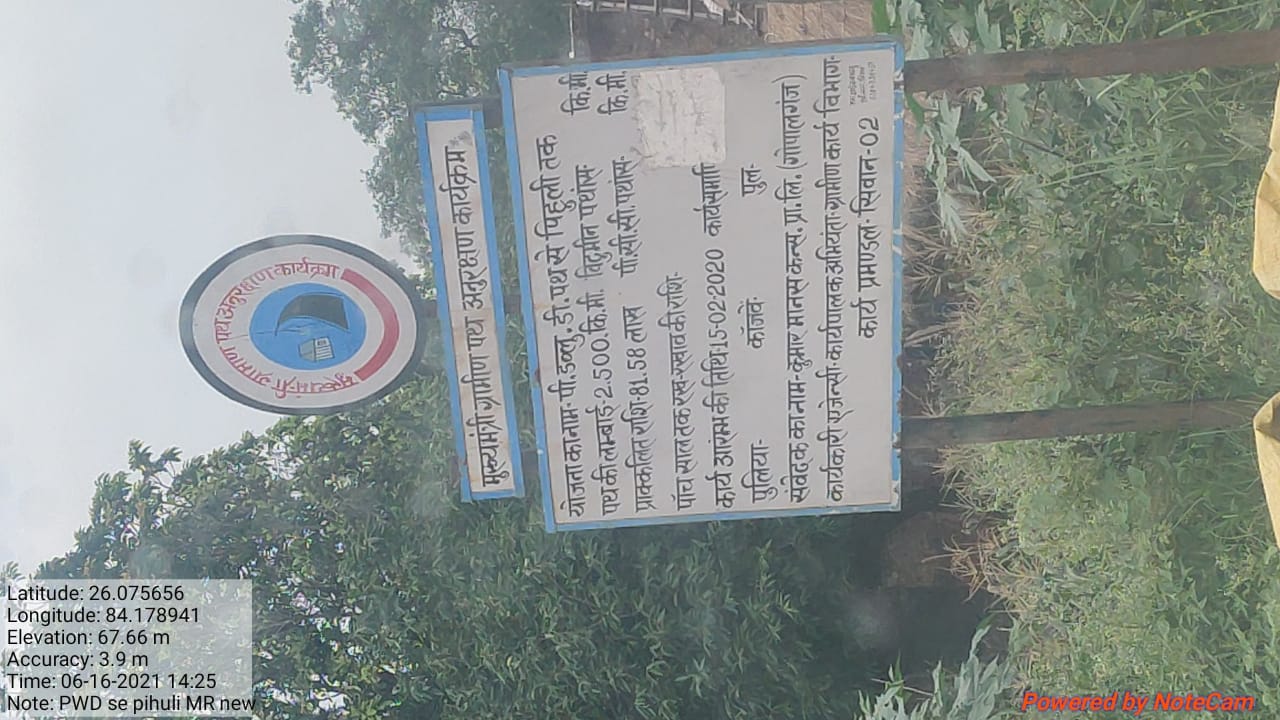 मुख्यमंत्री ग्रामीण पथ अनुरक्षण कार्यक्रम
मुख्यमंत्री ग्रामीण पथ अनुरक्षण कार्यक्रम
योजना का नाम- पी.डब्लू.डी. पथ से पिहुली तक
पथ की लम्बाई- 2.500 कि.मी. विटुमीन पथांस- कि.मी.
प्राक्कलित राशि- 81.58 लाख पी.सी.सी. पथांस- कि.मी.
पांच साल तक रख-रखाव की राशि-
कार्य आरंम्भ की तिथि- 15-02-2020 कार्य समाप्ति
पुलिया- कॉजवे- पुल-
संवेदक का नाम- कुमार मानस कन्स. प्रा. लि. (गोपालगंज)
कार्यकारी एजेन्सी- कार्यपालक अभियंता- ग्रामीण कार्य विभाग-
कार्य प्रमण्डल- सिवान- 02
Latitude: 26.075656
Longitude: 84.178941
Elevation: 67.66 m
Accuracy: 3.9 m
Time: 06-16-2021 14:25
Note: PWD se pihuli MR new
Powered by NoteCam